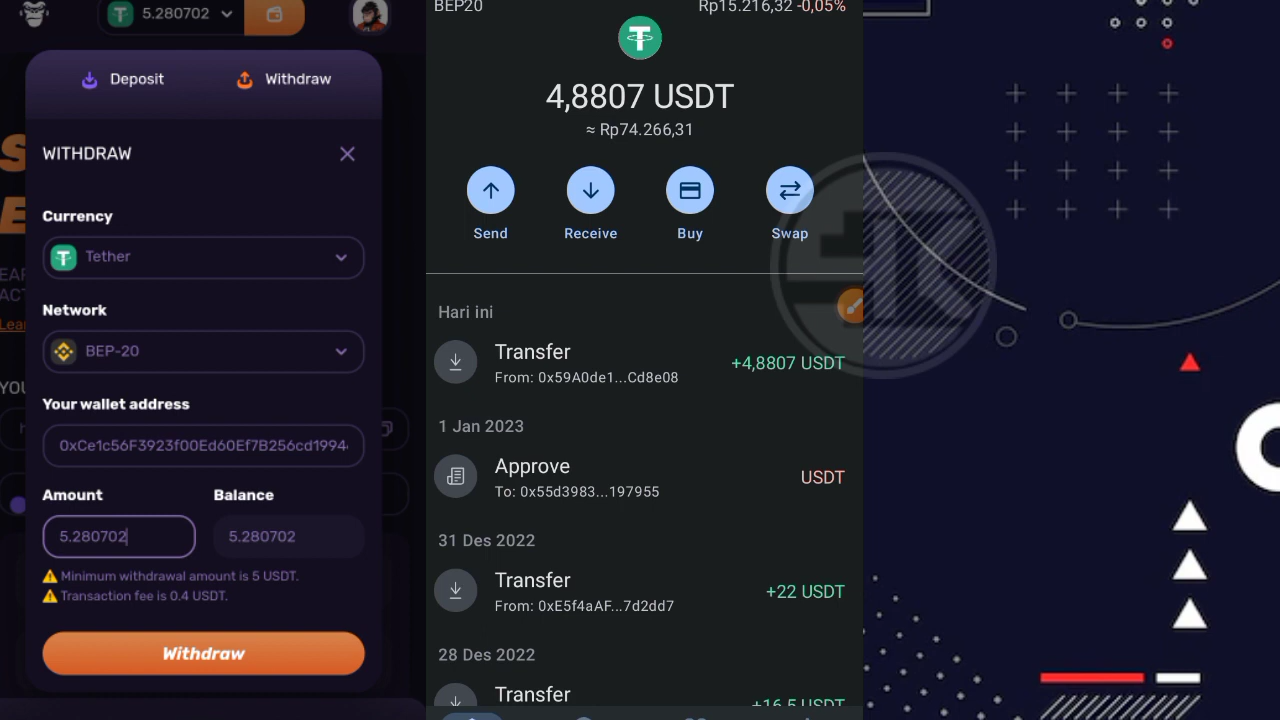 5.280702
Deposit
Withdraw
WITHDRAW
Currency
Tether
Network
BEP-20
Your wallet address
0xCe1c56F3923f00Ed60Ef7B256cd1994
Amount
Balance
5.280702
5.280702
Minimum withdrawal amount is 5 USDT.
Transaction fee is 0.4 USDT.
Withdraw
BEP20
Rp15.216,32 -0,05%
4,8807 USDT
≈ Rp74.266,31
Send
Receive
Buy
Swap
Hari ini
Transfer
+4,8807 USDT
From: 0x59A0de1...Cd8e08
1 Jan 2023
Approve
USDT
To: 0x55d3983...197955
31 Des 2022
Transfer
+22 USDT
From: 0xE5f4aAF...7d2dd7
28 Des 2022
Transfer
+16,5 USDT